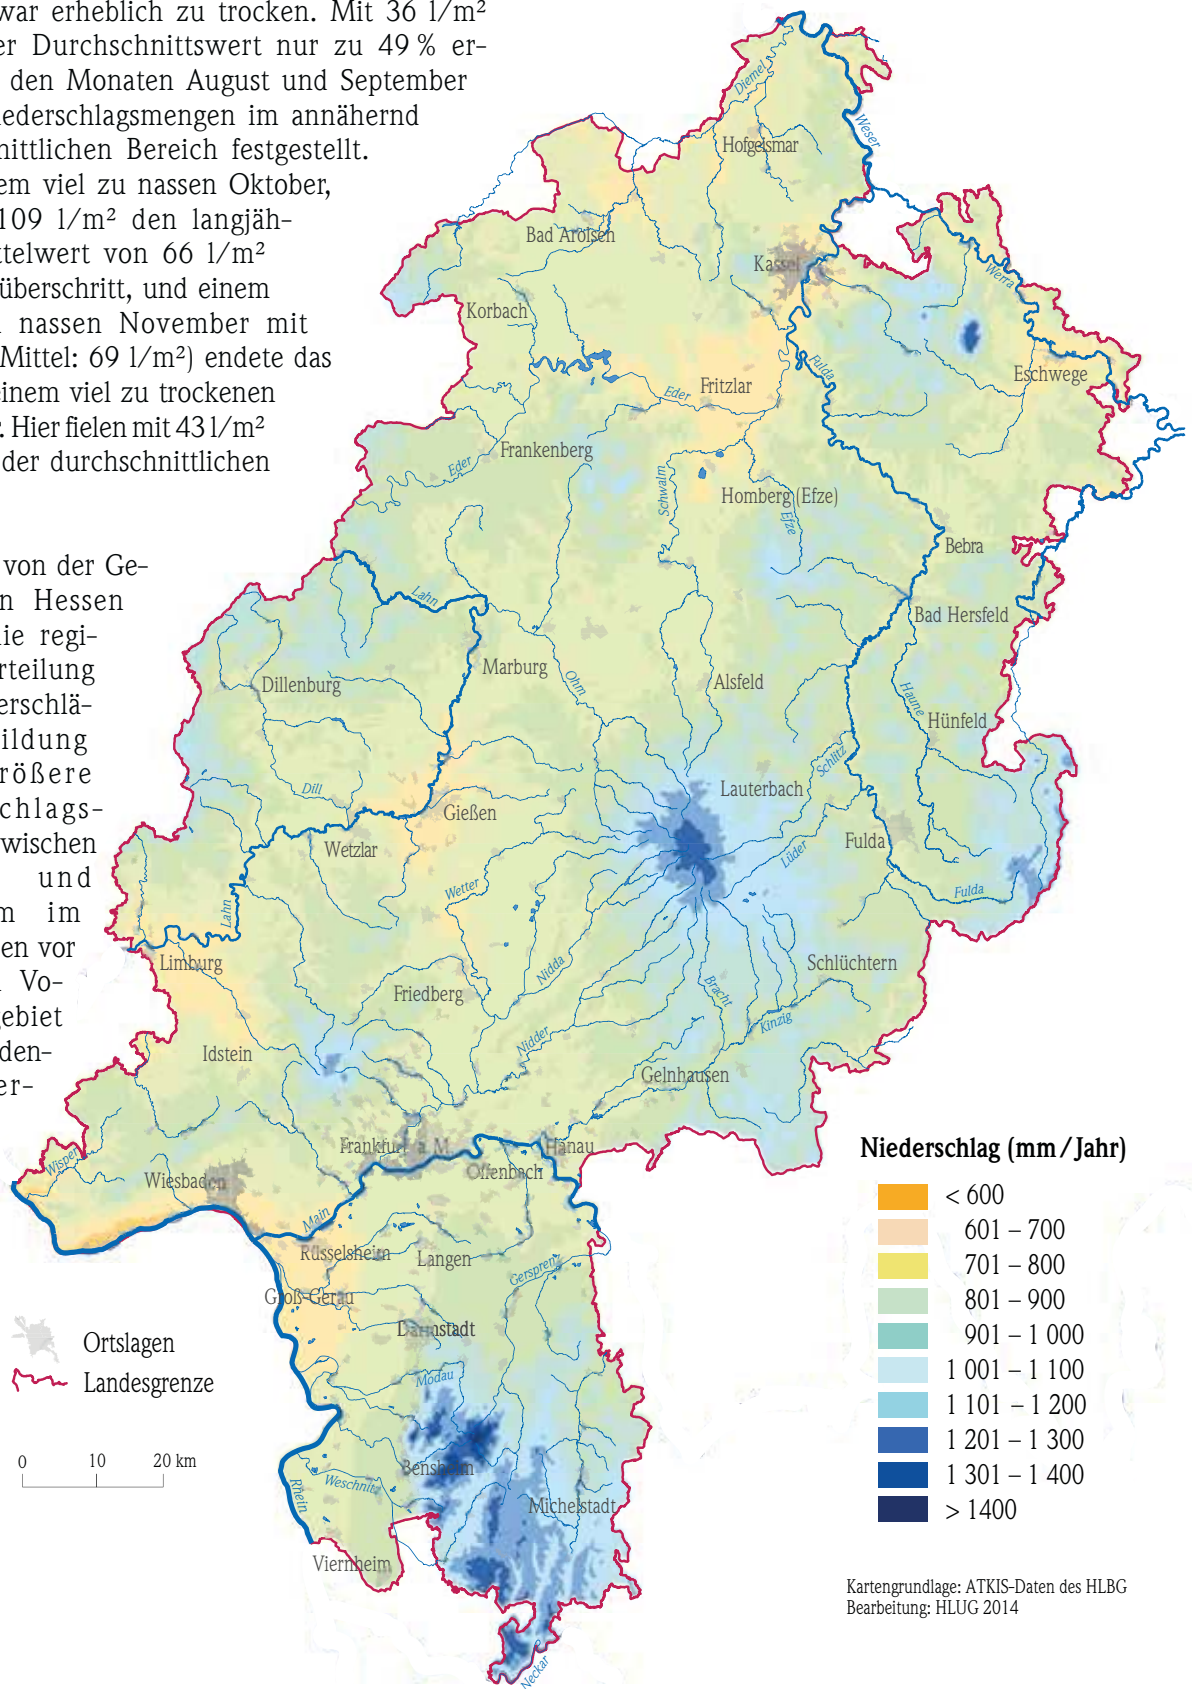 war erheblich zu trocken. Mit 36 l/m²
er Durchschnittswert nur zu 49 % er-
den Monaten August und September
iederschlagsmengen im annähernd
nittlichen Bereich festgestellt.
em viel zu nassen Oktober,
109 l/m² den langjäh-
telwert von 66 l/m²
überschritt, und einem
nassen November mit
Mittel: 69 l/m²) endete das
einem viel zu trockenen
. Hier fielen mit 43 l/m²
der durchschnittlichen
von der Ge-
n Hessen
ie regi-
rteilung
erschlä-
ildung
rößere
chlags-
wischen
und
m im
en vor
Vo-
gebiet
den-
er-
Diemel
Hofgeismar
Weser
Bad Arolsen
Kassel
Werra
Korbach
Fulda
Eschwege
Fritzlar
Eder
Frankenberg
Eder
Schwalm
Homberg (Efze)
Efze
Bebra
Lahn
Bad Hersfeld
Marburg
Ohm
Alsfeld
Dillenburg
Haune
Hünfeld
Schlitz
Lauterbach
Dill
Gießen
Wetzlar
Fulda
Lüder
Wetter
Fulda
Lahn
Limburg
Nidda
Schlüchtern
Friedberg
Bracht
Kinzig
Nidder
Idstein
Gelnhausen
Frankfurt a. M.
Hanau
Offenbach
Wisper
Wiesbaden
Main
Rüsselsheim
Langen
Gersprenz
Groß-Gerau
Darmstadt
Modau
Bensheim
Weschnitz
Rhein
Michelstadt
Viernheim
Neckar
Niederschlag (mm / Jahr)
< 600
601 – 700
701 – 800
801 – 900
901 – 1 000
1 001 – 1 100
1 101 – 1 200
1 201 – 1 300
1 301 – 1 400
> 1400
Ortslagen
Landesgrenze
0 10 20 km
Kartengrundlage: ATKIS-Daten des HLBG
Bearbeitung: HLUG 2014